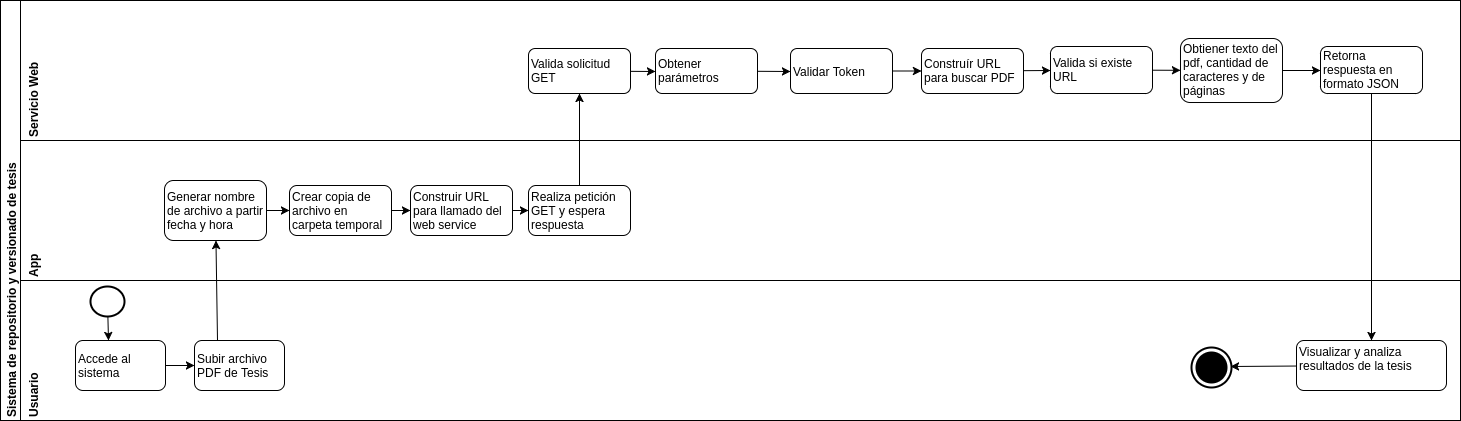 Sistema de repositorio y versionado de tesis
Servicio Web
Valida solicitud
GET
Obtener
parámetros
Validar Token
Construír URL
para buscar PDF
Valida si existe
URL
Obtiener texto del
pdf, cantidad de
caracteres y de
páginas
Retorna
respuesta en
formato JSON
App
Generar nombre
de archivo a partir
fecha y hora
Crear copia de
archivo en
carpeta temporal
Construir URL
para llamado del
web service
Realiza petición
GET y espera
respuesta
Usuario
Accede al
sistema
Subir archivo
PDF de Tesis
Visualizar y analiza
resultados de la tesis